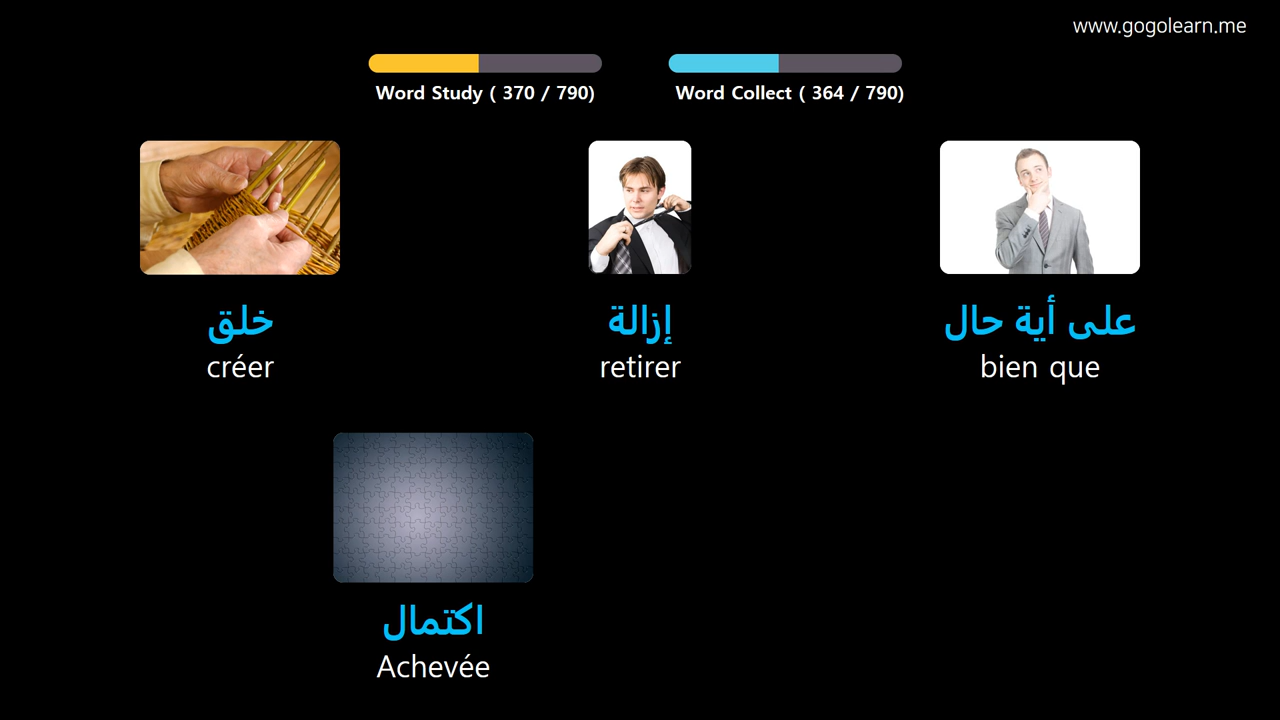 www.gogolearn.me
Word Study ( 370 / 790)
Word Collect ( 364 / 790)
خلق
créer
إزالة
retirer
على أية حال
bien que
اكتمال
Achevée